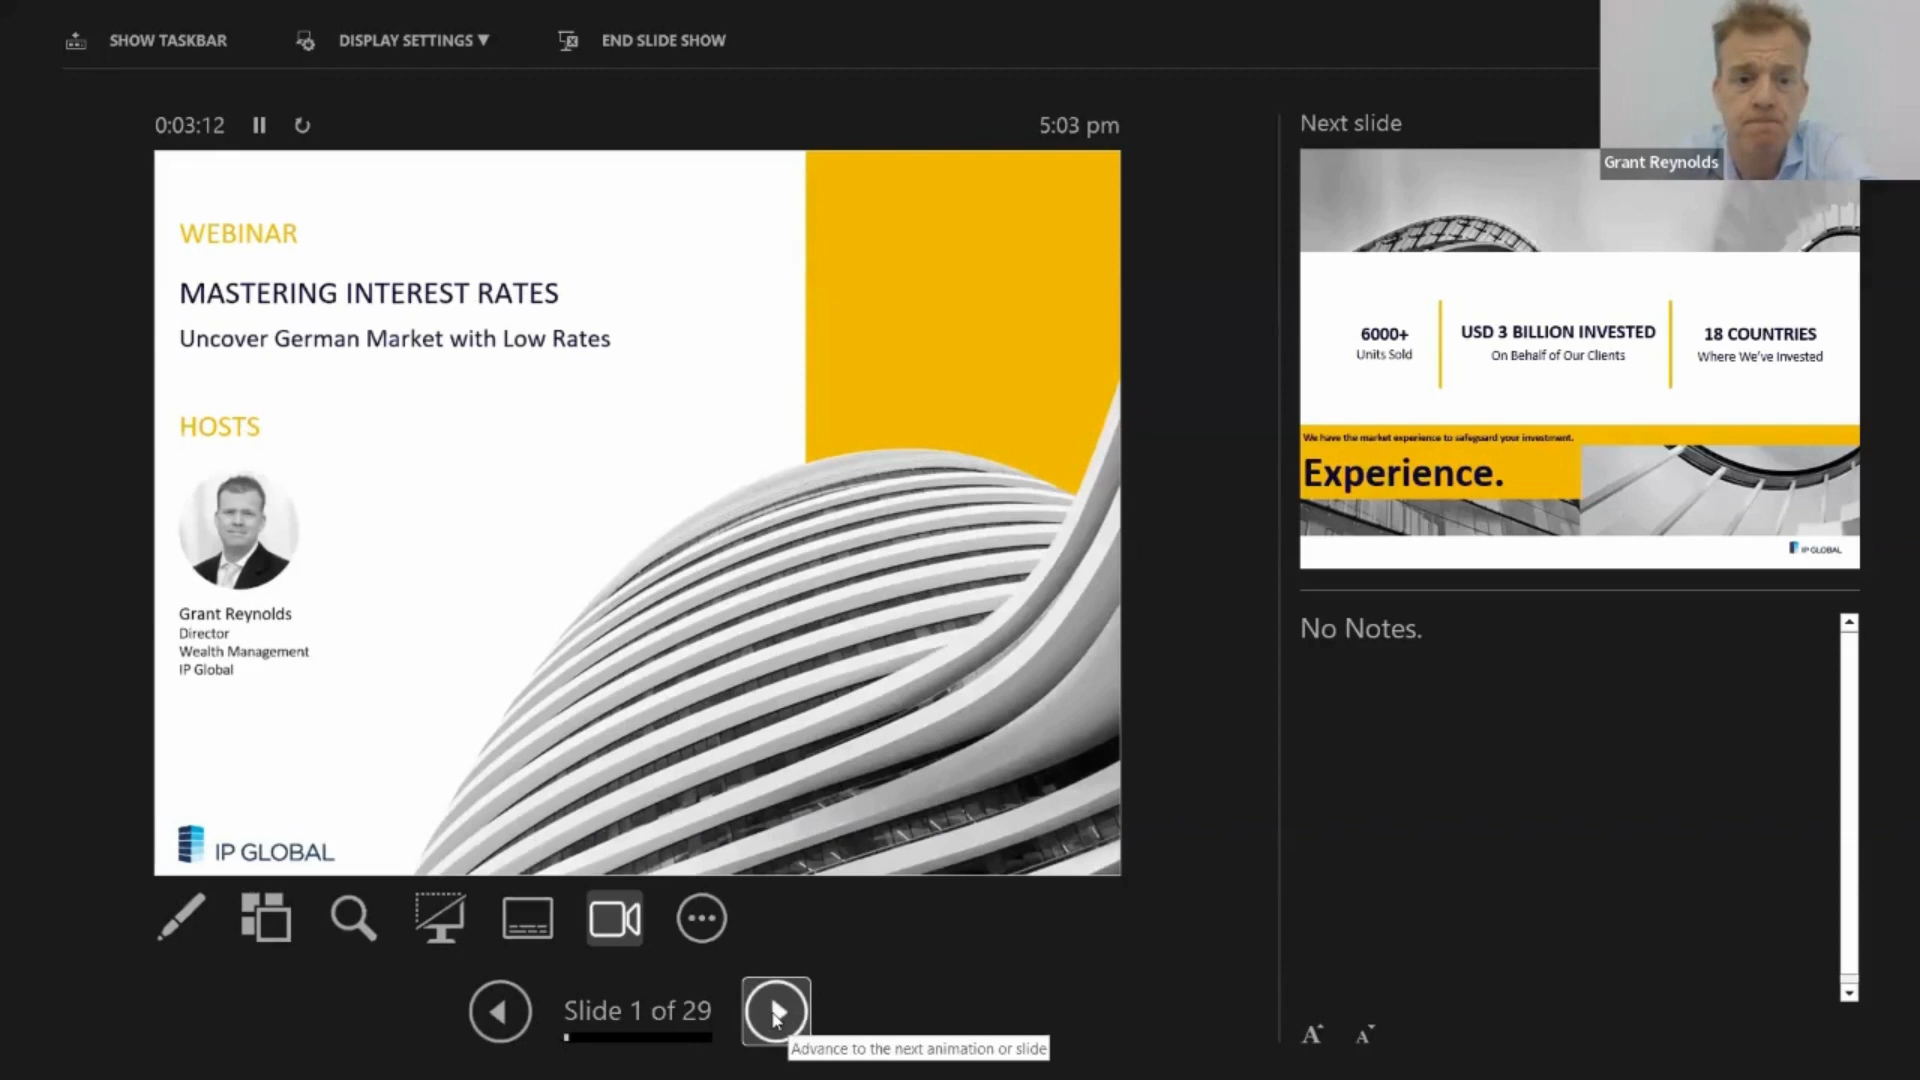 SHOW TASKBAR
DISPLAY SETTINGS ▼
END SLIDE SHOW
0:03:12
5:03 pm
WEBINAR
MASTERING INTEREST RATES
Uncover German Market with Low Rates
HOSTS
Grant Reynolds
Director
Wealth Management
IP Global
IP GLOBAL
Slide 1 of 29
Advance to the next animation or slide
Next slide
Grant Reynolds
6000+
Units Sold
USD 3 BILLION INVESTED
On Behalf of Our Clients
18 COUNTRIES
Where We've Invested
We have the market experience to safeguard your investment.
Experience.
IP GLOBAL
No Notes.
A A